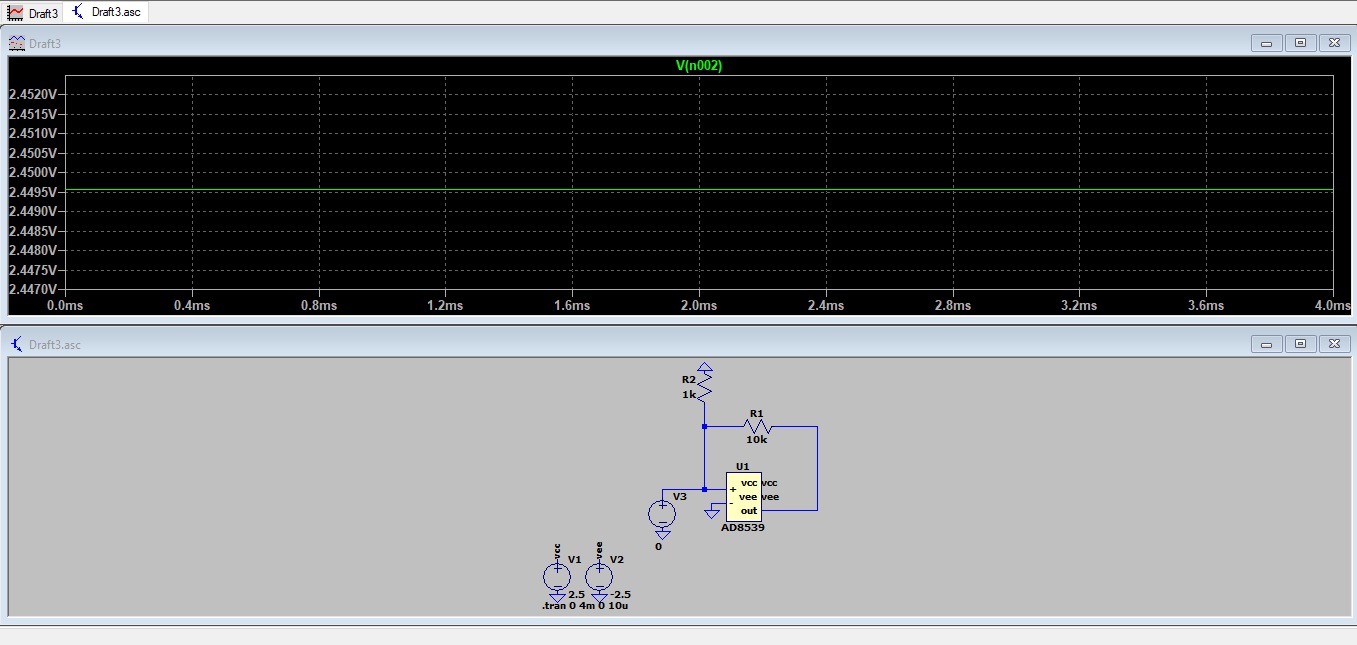 Draft3 Draft3.asc
Draft3
V(n002)
2.4520V
2.4515V
2.4510V
2.4505V
2.4500V
2.4495V
2.4490V
2.4485V
2.4480V
2.4475V
2.4470V
0.0ms 0.4ms 0.8ms 1.2ms 1.6ms 2.0ms 2.4ms 2.8ms 3.2ms 3.6ms 4.0ms
Draft3.asc
R2
1k
R1
10k
U1
vcc vcc
+
vee vee
-
out
AD8539
V3
0
vcc
V1
2.5
vee
V2
-2.5
.tran 0 4m 0 10u